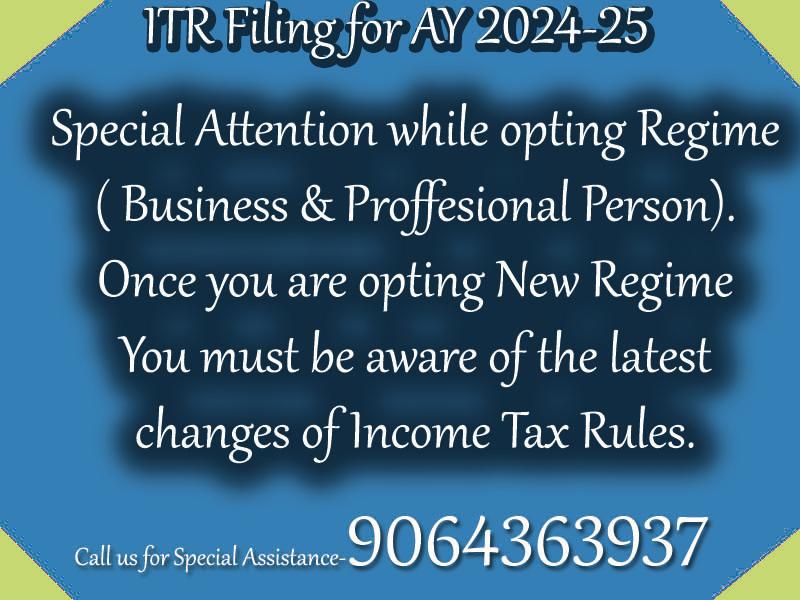 ITR Filing for AY 2024-25
Special Attention while opting Regime
( Business & Proffesional Person).
Once you are opting New Regime
You must be aware of the latest
changes of Income Tax Rules.
Call us for Special Assistance-9064363937